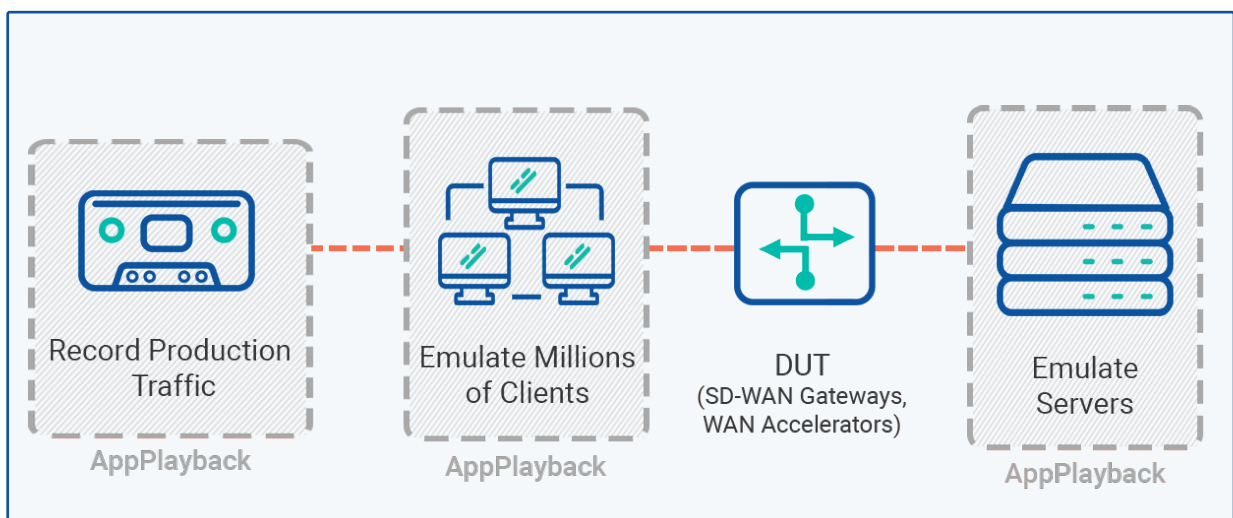 Record Production
Traffic
AppPlayback
Emulate Millions
of Clients
AppPlayback
DUT
(SD-WAN Gateways,
WAN Accelerators)
Emulate
Servers
AppPlayback